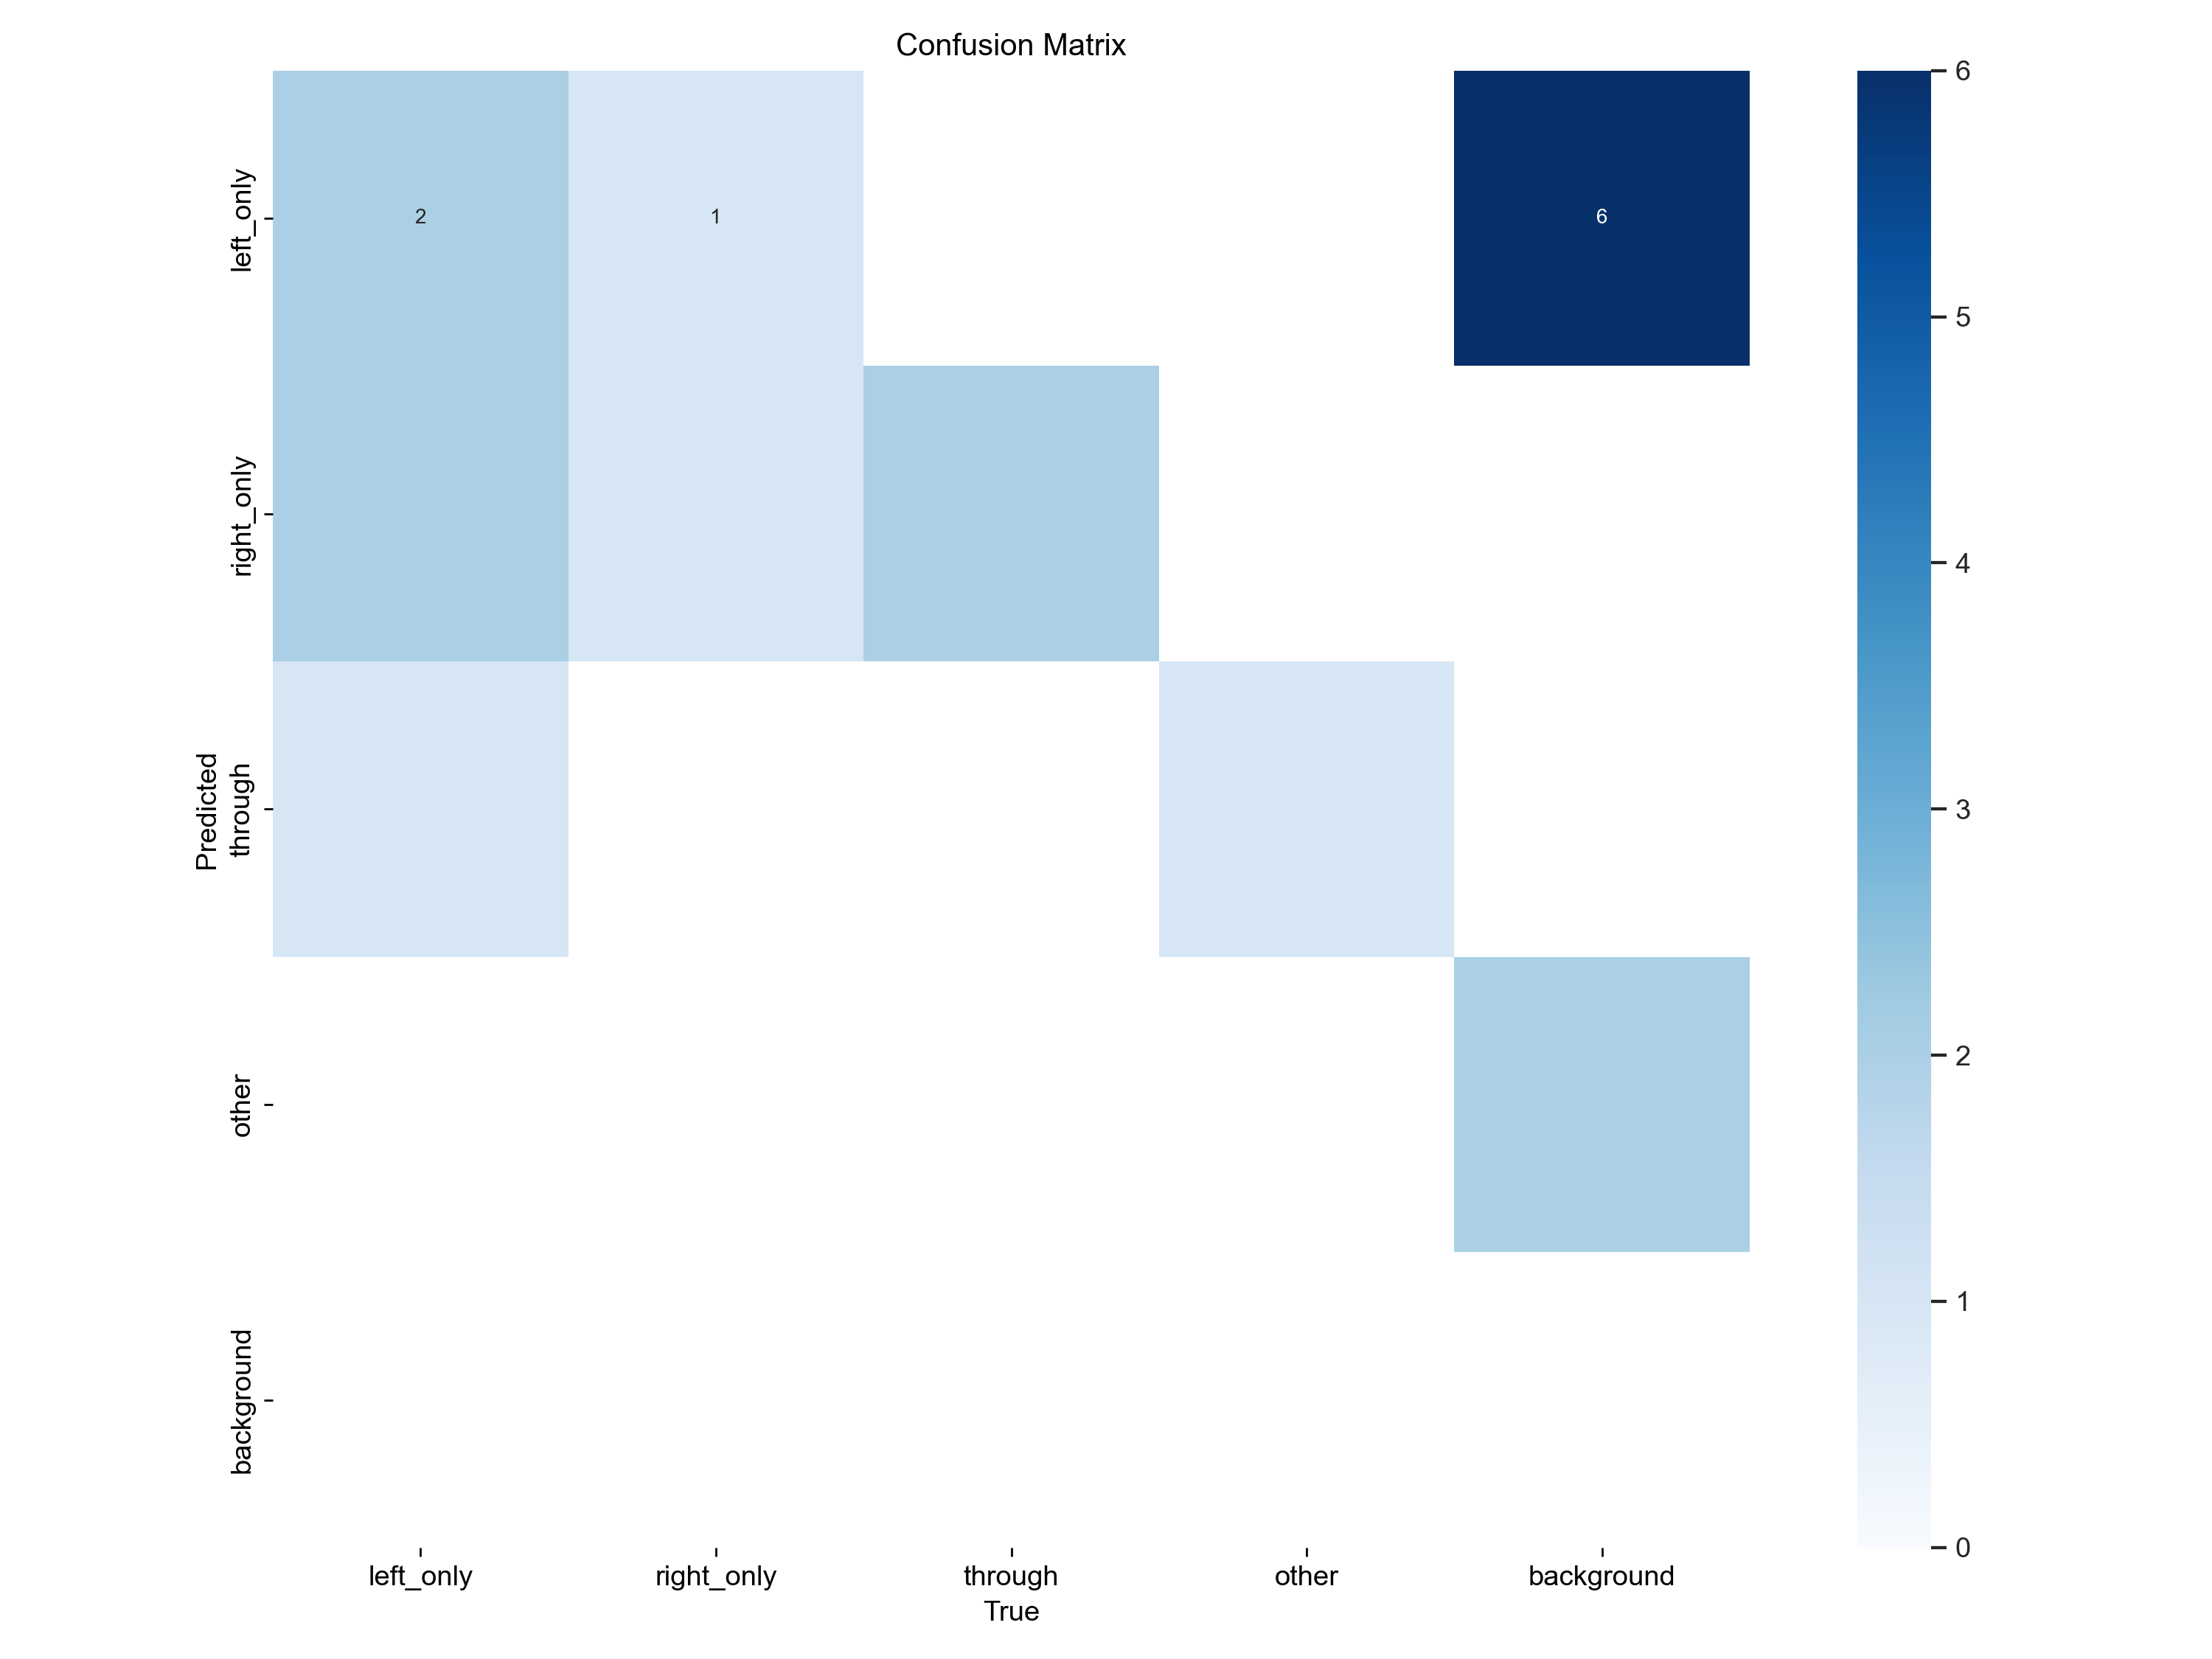 Confusion Matrix
left_only
right_only
through
other
background
Predicted
2
1
6
left_only
right_only
through
other
background
True
6
5
4
3
2
1
0